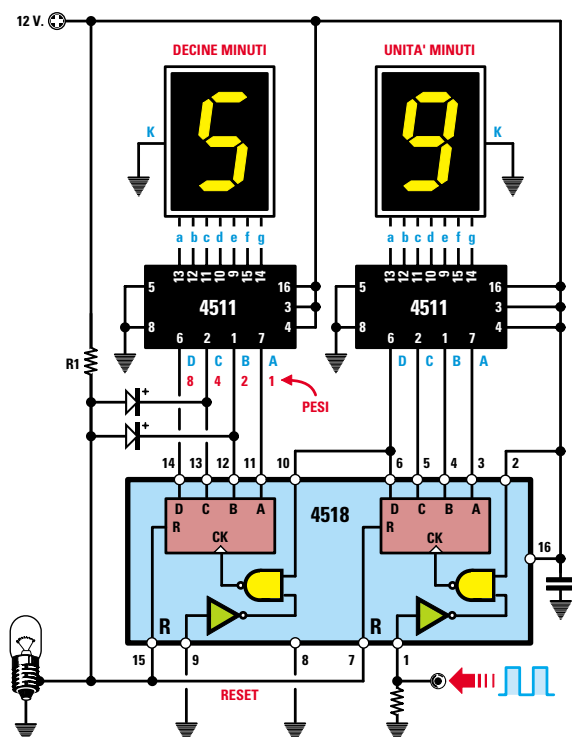 12 V.
DECINE MINUTI
UNITA' MINUTI
K
K
a b c d e f g
a b c d e f g
13 12 11 10 9 15 14
13 12 11 10 9 15 14
5
16
5
16
4511
3
4511
3
8
4
8
4
6 2 1 7
6 2 1 7
R1
D C B A
D C B A
8 4 2 1
PESI
14 13 12 11 10
6 5 4 3 2
D C B A
4518
D C B A
R
R
CK
CK
16
R
R
15 9 8 7 1
RESET